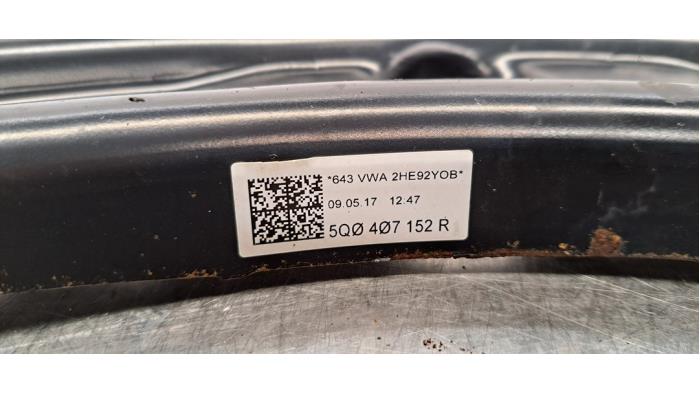 *643 VWA 2HE92YOB*
09.05.17 12:47
5QØ 4Ø7 152 R